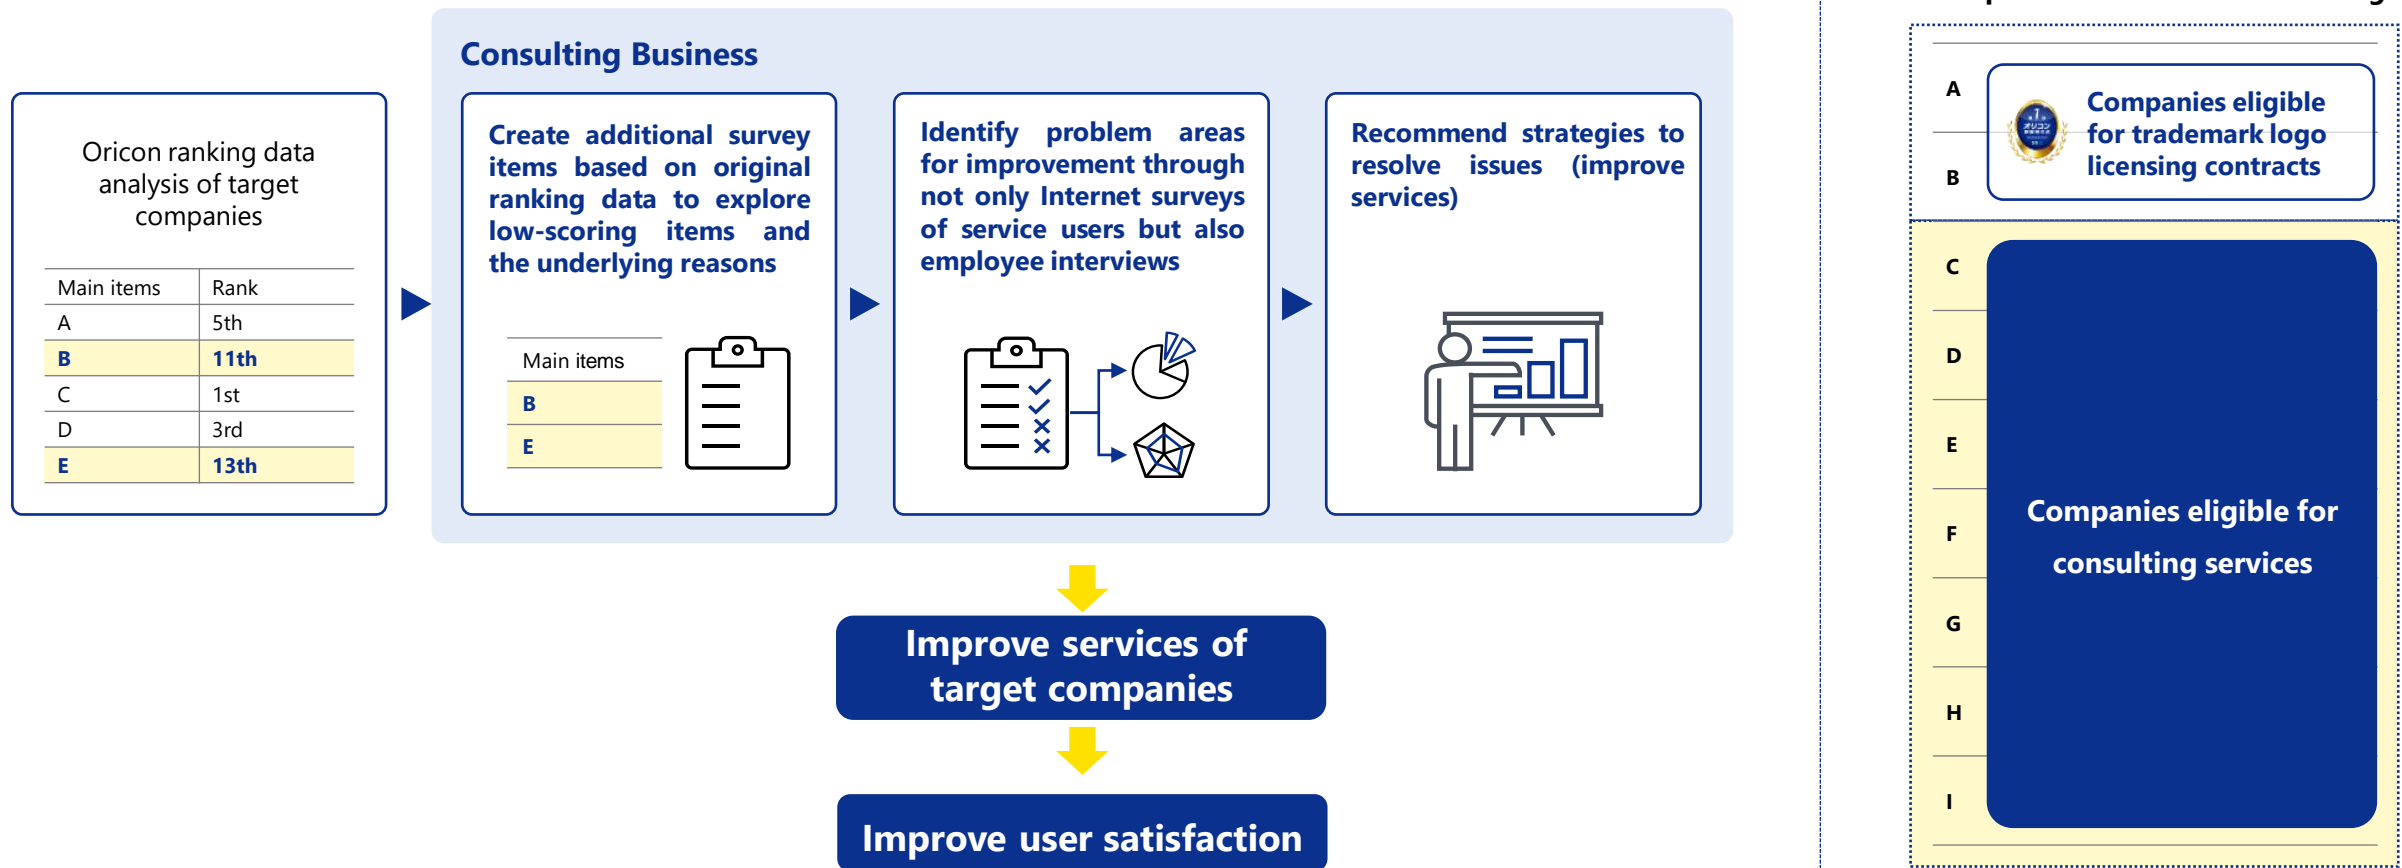 Consulting Business
Oricon ranking data
analysis of target
companies
Main items Rank
A 5th
B 11th
C 1st
D 3rd
E 13th
Create additional survey
items based on original
ranking data to explore
low-scoring items and
the underlying reasons
Main items
B
E
Identify problem areas
for improvement through
not only Internet surveys
of service users but also
employee interviews
Recommend strategies to
resolve issues (improve
services)
Improve services of
target companies
Improve user satisfaction
A
B
オリコン
Companies eligible
for trademark logo
licensing contracts
C
D
E
F
G
H
I
Companies eligible for
consulting services